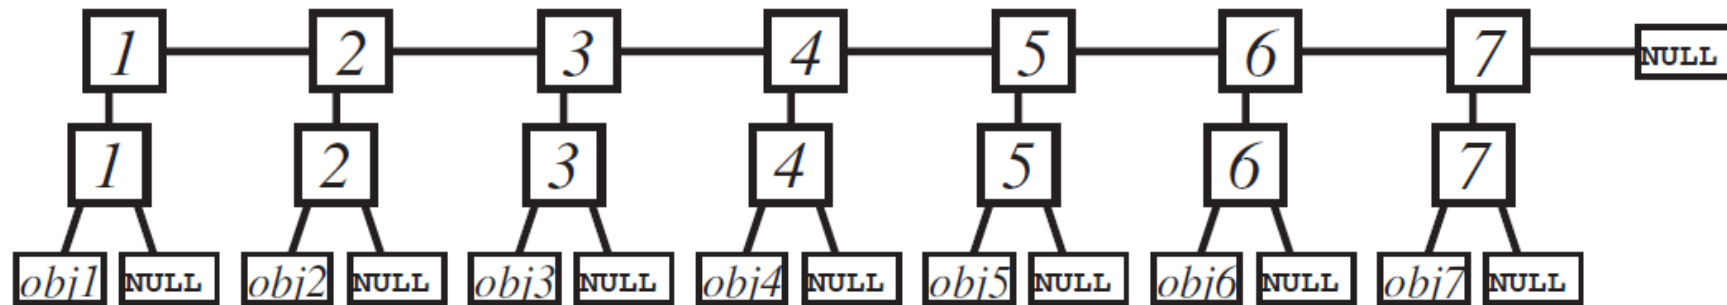 1 2 3 4 5 6 7 NULL
1 2 3 4 5 6 7
obj1 NULL obj2 NULL obj3 NULL obj4 NULL obj5 NULL obj6 NULL obj7 NULL